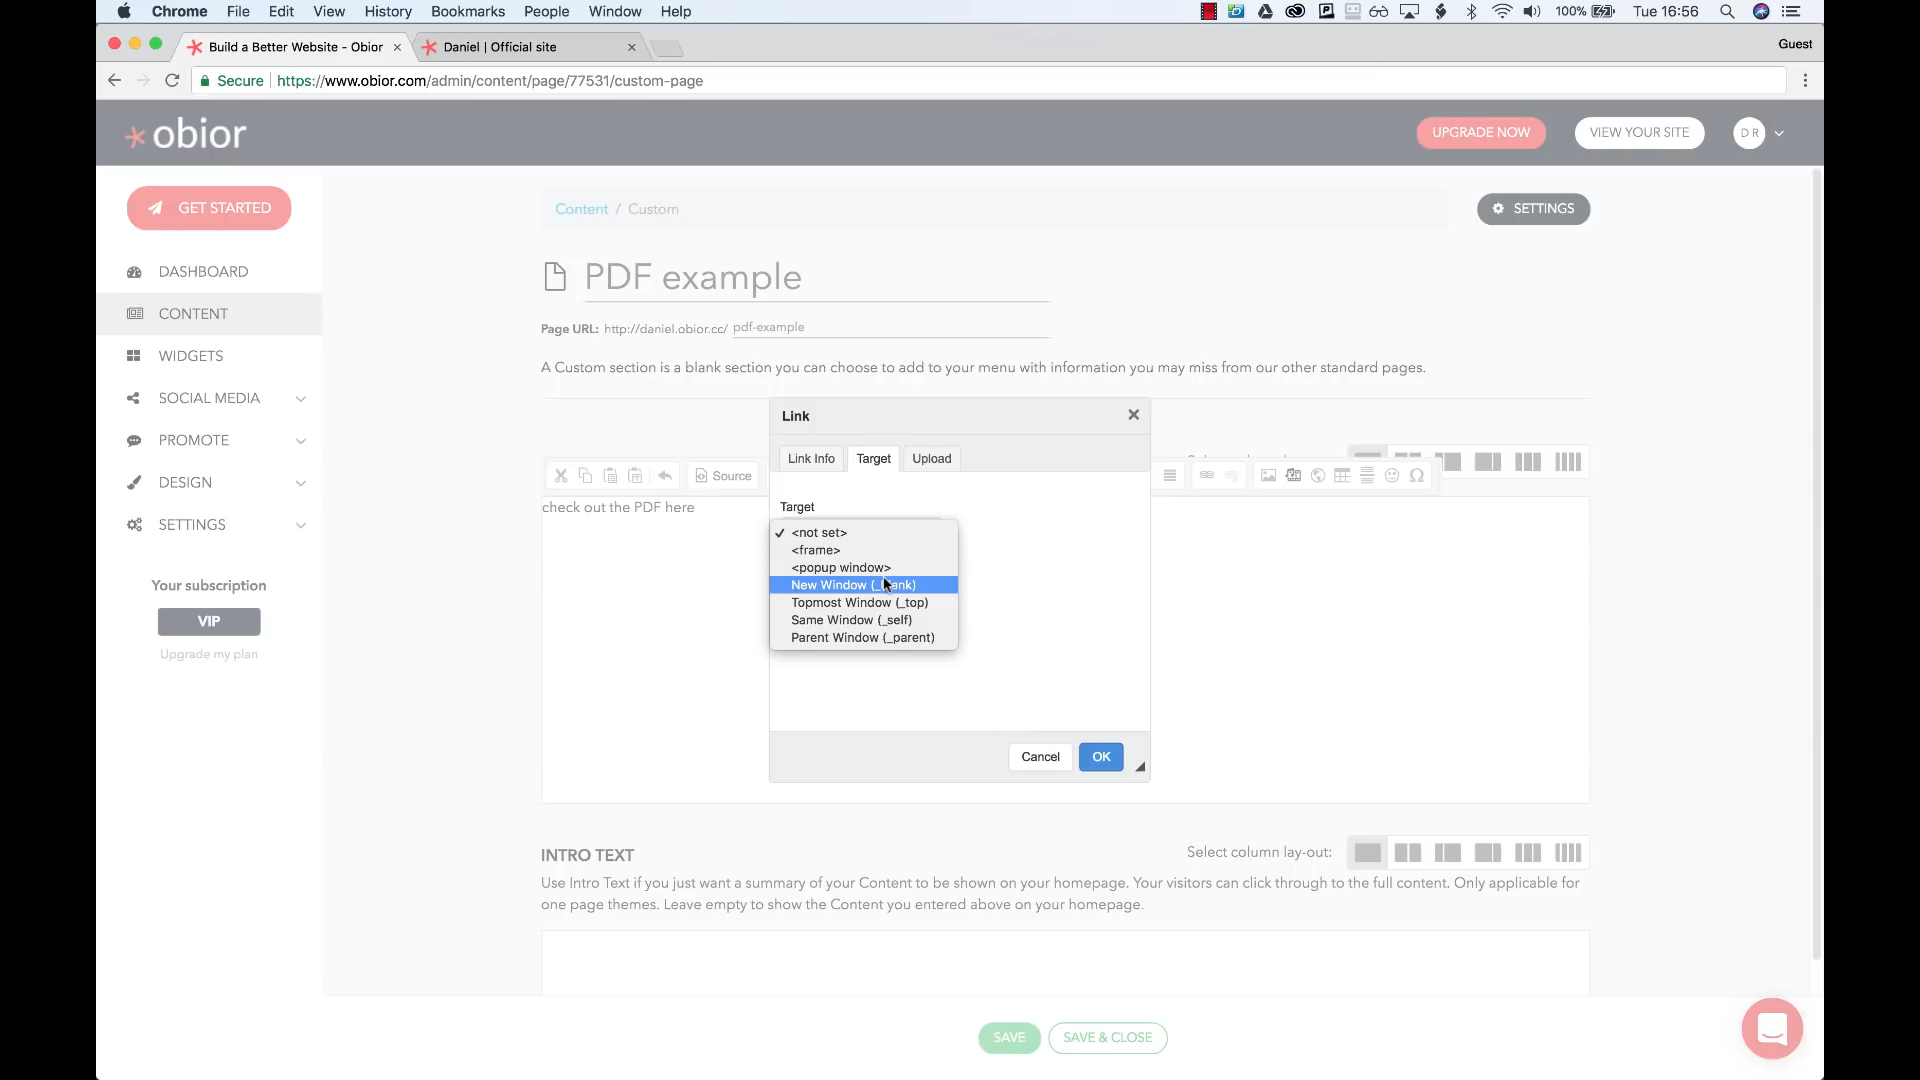 Chrome File Edit View History Bookmarks People Window Help 100% Tue 16:56
Build a Better Website - Obior Daniel | Official site Guest
Secure https://www.obior.com/admin/content/page/77531/custom-page
obior UPGRADE NOW VIEW YOUR SITE D R
GET STARTED
DASHBOARD
CONTENT
WIDGETS
SOCIAL MEDIA
PROMOTE
DESIGN
SETTINGS
Your subscription
VIP
Upgrade my plan
Content / Custom SETTINGS
PDF example
Page URL: http://daniel.obior.cc/ pdf-example
A Custom section is a blank section you can choose to add to your menu with information you may miss from our other standard pages.
Source
check out the PDF here
Link
Link Info Target Upload
Target
<not set>
<frame>
<popup window>
New Window (
ank)
Topmost Window (_top)
Same Window (_self)
Parent Window (_parent)
Cancel OK
INTRO TEXT Select column lay-out:
Use Intro Text if you just want a summary of your Content to be shown on your homepage. Your visitors can click through to the full content. Only applicable for
one page themes. Leave empty to show the Content you entered above on your homepage.
SAVE SAVE & CLOSE